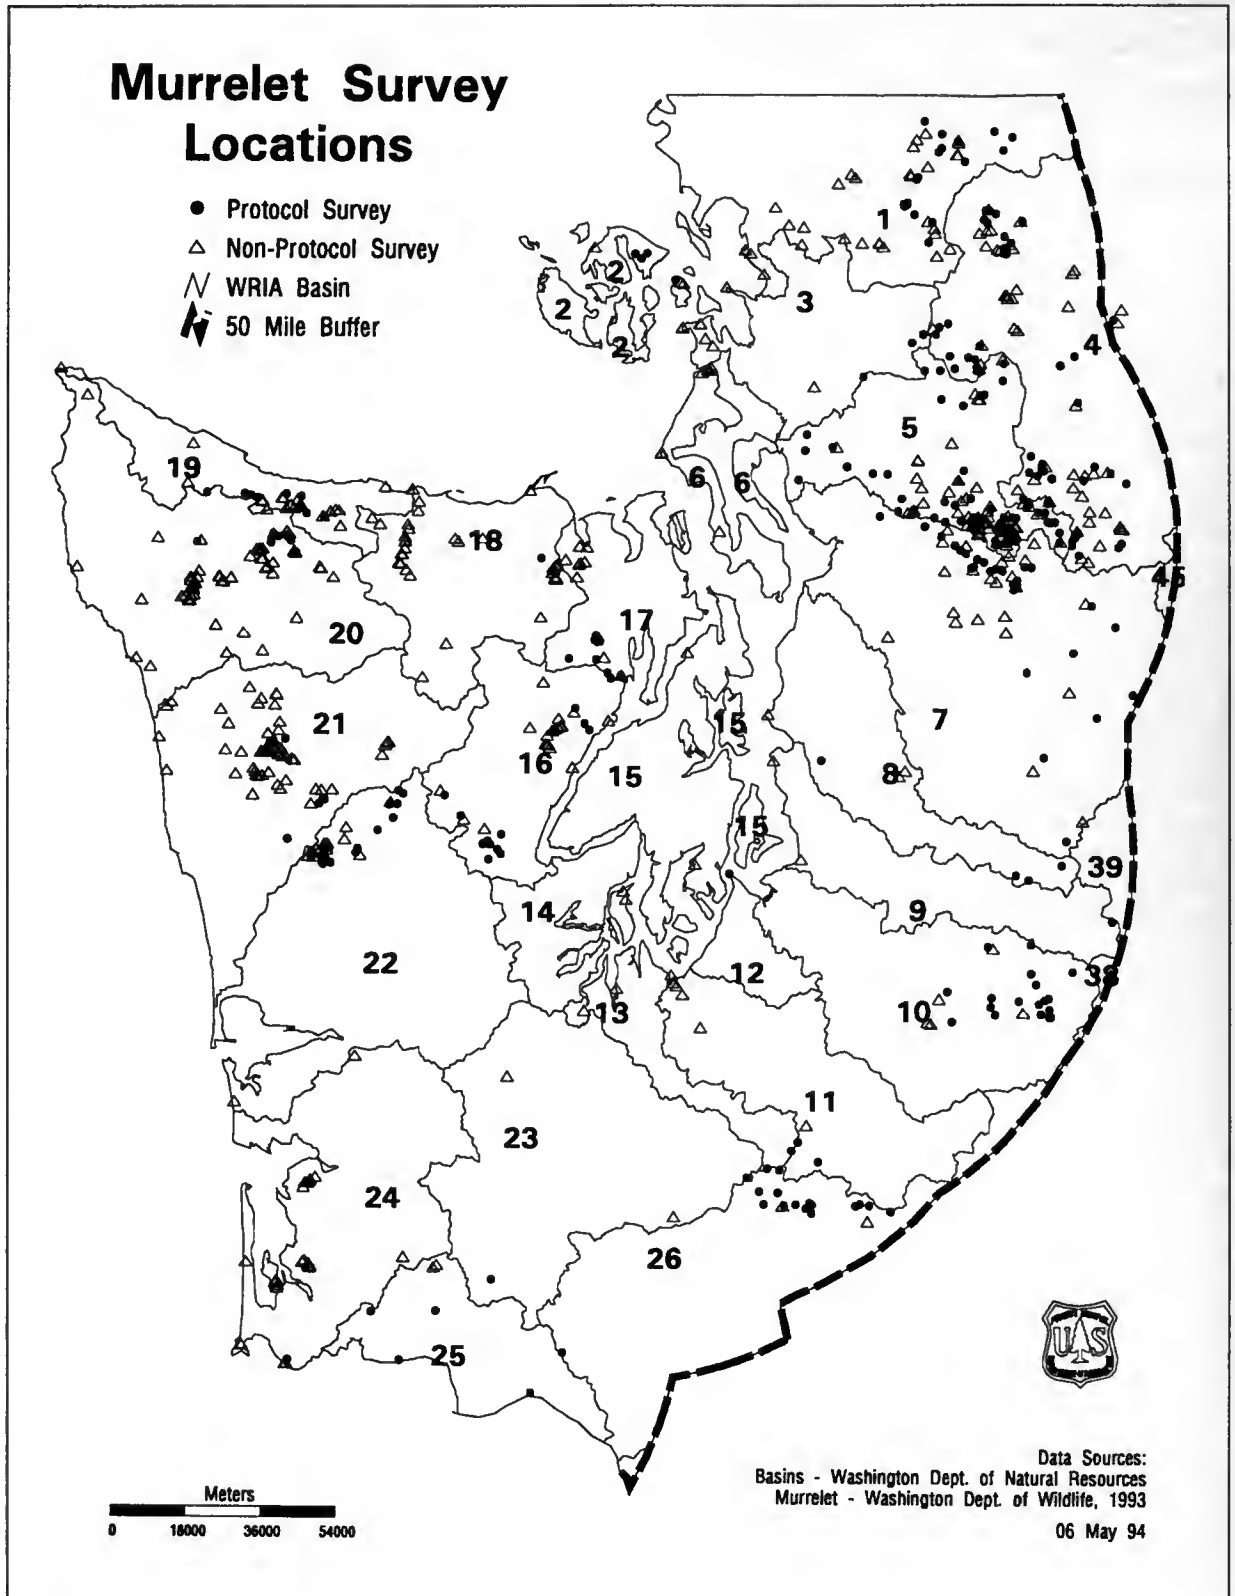 Murrelet Survey
Locations
Protocol Survey
Non-Protocol Survey
WRIA Basin
50 Mile Buffer
1
2
2
2
3
4
5
6
6
19
18
17
45
20
7
21
15
16
15
8
15
39
14
9
22
12
38
13
10
11
23
24
26
25
US
Meters
0 18000 36000 54000
Data Sources:
Basins - Washington Dept. of Natural Resources
Murrelet - Washington Dept. of Wildlife, 1993
06 May 94